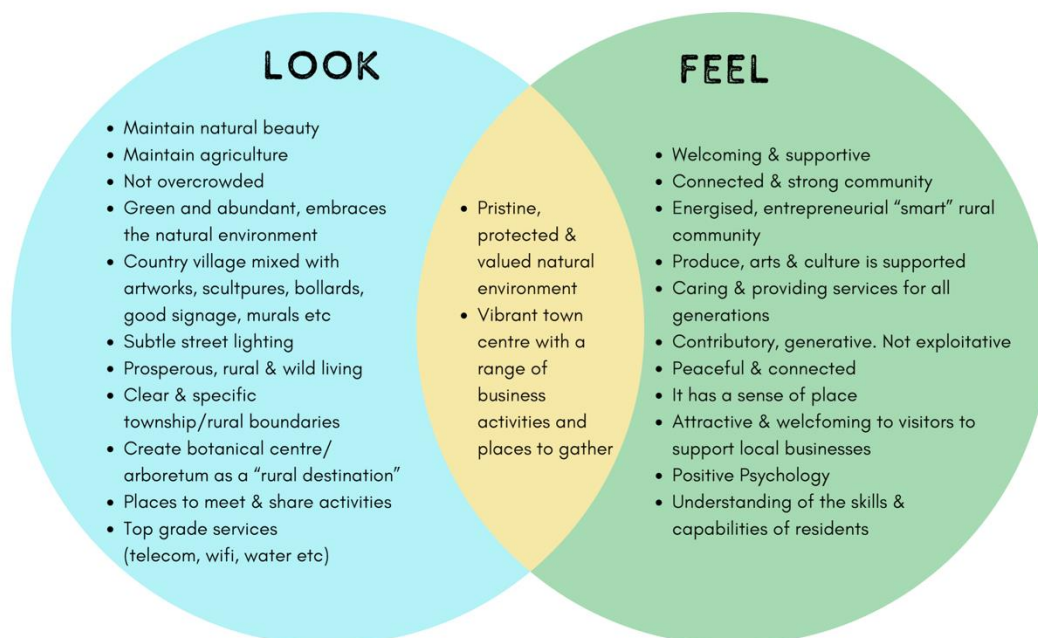 LOOK
• Maintain natural beauty
• Maintain agriculture
• Not overcrowded
• Green and abundant, embraces
the natural environment
• Country village mixed with
artworks, scultpures, bollards,
good signage, murals etc
• Subtle street lighting
• Prosperous, rural & wild living
• Clear & specific
township/rural boundaries
• Create botanical centre/
arboretum as a “rural destination”
• Places to meet & share activities
• Top grade services
(telecom, wifi, water etc)
• Pristine,
protected &
valued natural
environment
• Vibrant town
centre with a
range of
business
activities and
places to gather
FEEL
• Welcoming & supportive
• Connected & strong community
• Energised, entrepreneurial “smart” rural
community
• Produce, arts & culture is supported
• Caring & providing services for all
generations
• Contributory, generative. Not exploitative
• Peaceful & connected
• It has a sense of place
• Attractive & welcfoming to visitors to
support local businesses
• Positive Psychology
• Understanding of the skills &
capabilities of residents